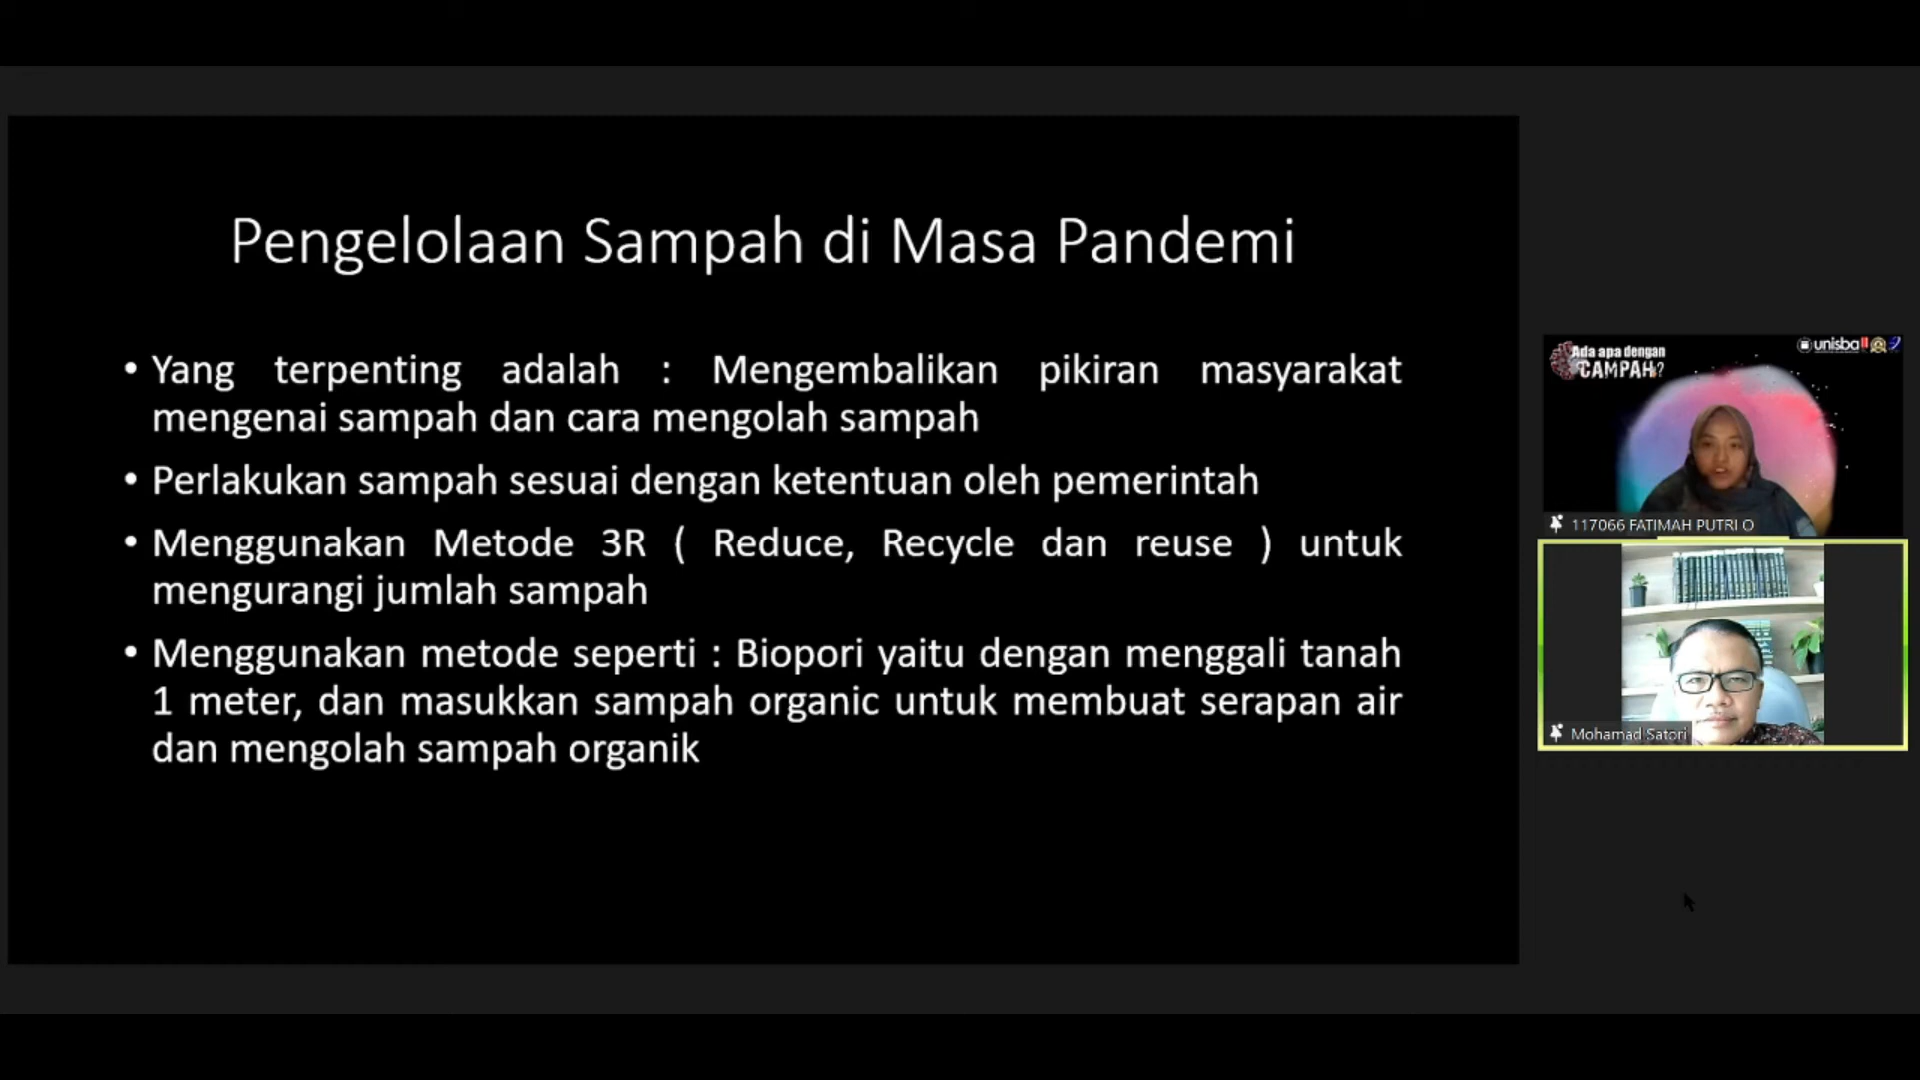 Pengelolaan Sampah di Masa Pandemi
• Yang terpenting adalah : Mengembalikan pikiran masyarakat
mengenai sampah dan cara mengolah sampah
• Perlakukan sampah sesuai dengan ketentuan oleh pemerintah
• Menggunakan Metode 3R ( Reduce, Recycle dan reuse ) untuk
mengurangi jumlah sampah
• Menggunakan metode seperti : Biopori yaitu dengan menggali tanah
1 meter, dan masukkan sampah organic untuk membuat serapan air
dan mengolah sampah organik
Ada apa dengan
CAMPAH?
unisba
117066 FATIMAH PUTRI O
Mohamad Satori